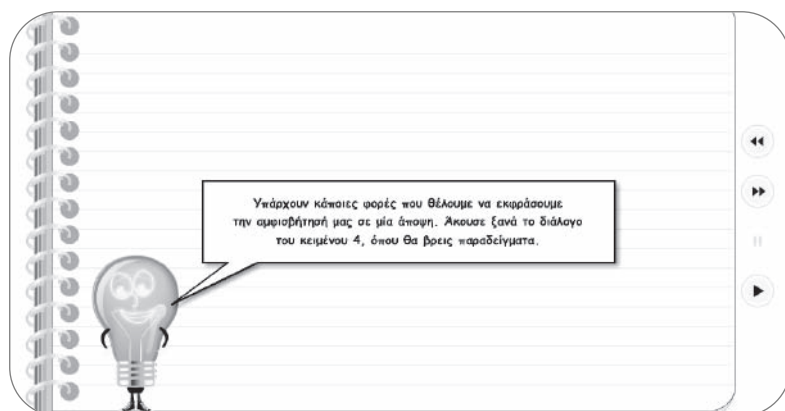 Υπάρχουν κάποιες φορές που θέλουμε να εκφράσουμε
την αμφισβήτησή μας σε μία άποψη. Άκουσε ξανά το διάλογο
του κειμένου 4, όπου θα βρεις παραδείγματα.